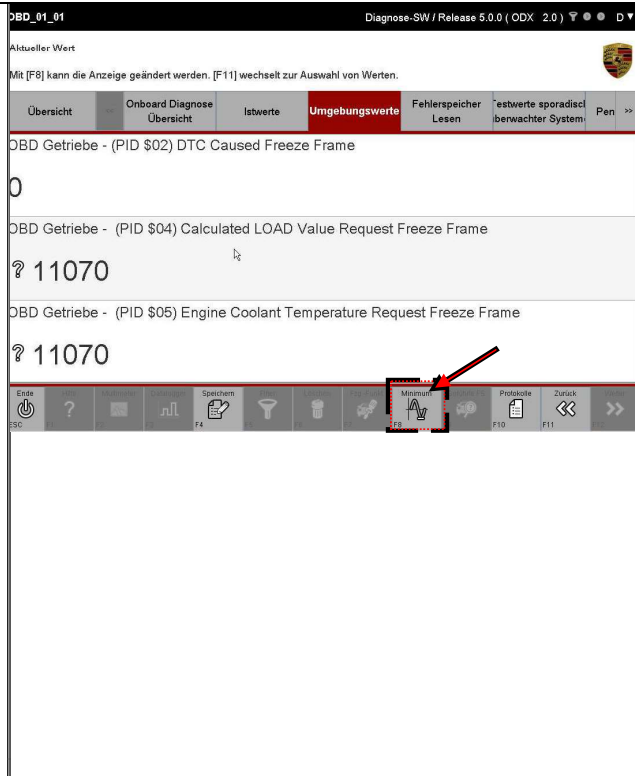 OBD_01_01 Diagnose-SW / Release 5.0.0 ( ODX 2.0 ) D
Aktueller Wert
Mit [F8] kann die Anzeige geändert werden. [F11] wechselt zur Auswahl von Werten.
Übersicht
<<
Onboard Diagnose
Übersicht
Istwerte
Umgebungswerte
Fehlerspeicher
Lesen
Testwerte sporadiscl
überwachter System
Pen
>>
OBD Getriebe - (PID $02) DTC Caused Freeze Frame
0
OBD Getriebe - (PID $04) Calculated LOAD Value Request Freeze Frame
? 11070
OBD Getriebe - (PID $05) Engine Coolant Temperature Request Freeze Frame
? 11070
Ende
ESC
?
Speichern
F4
Minimum
F8
Protokolle
F10
Zurück
F11